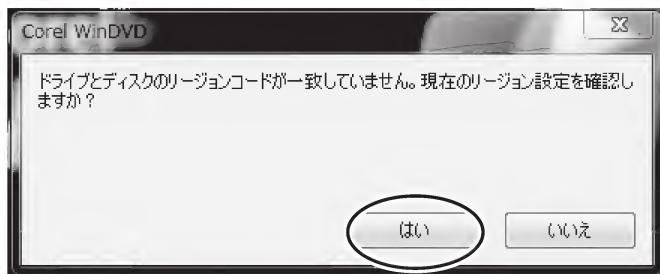 Corel WinDVD
ドライブとディスクのリージョンコードが一致していません。現在のリージョン設定を確認し
ますか？
はい
いいえ